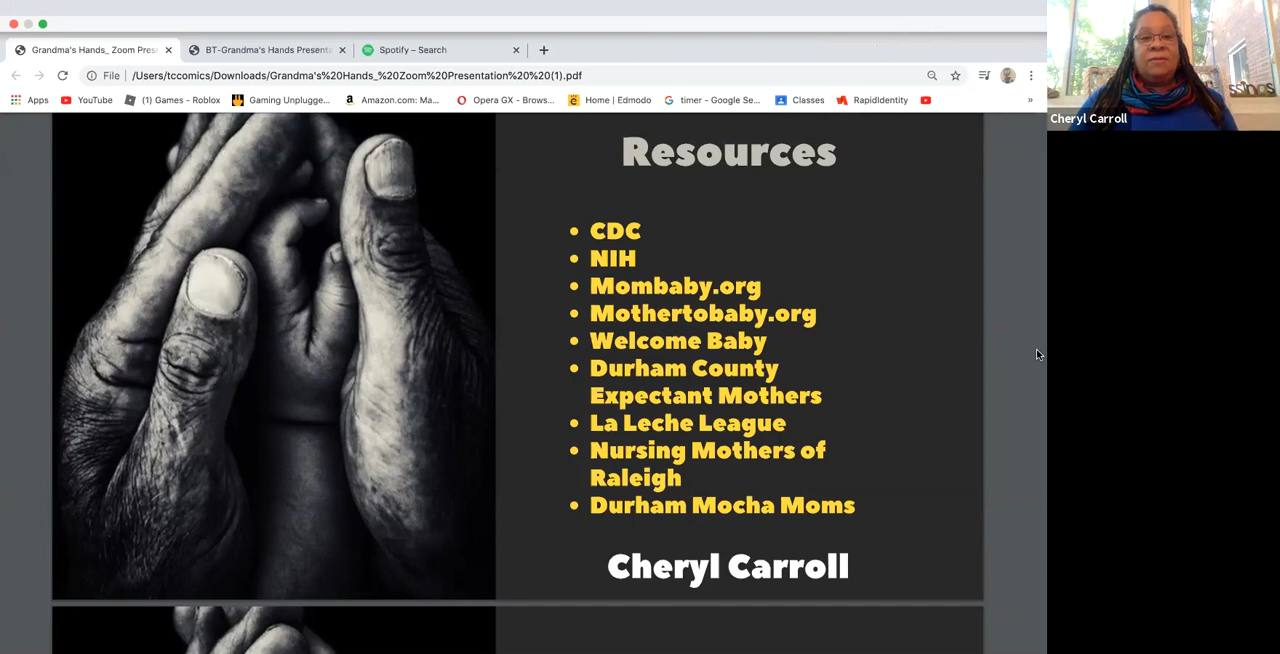 Grandma's Hands_ Zoom Pres
BT-Grandma's Hands Presenta
Spotify – Search
File
/Users/tccomics/Downloads/Grandma's%20Hands_%20Zoom%20Presentation%20%20(1).pdf
Apps
YouTube
(1) Games - Roblox
Gaming Unplugge...
Amazon.com: Ma...
Opera GX - Brows...
Home | Edmodo
timer - Google Se...
Classes
RapidIdentity
»
Cheryl Carroll
Resources
• CDC
• NIH
• Mombaby.org
• Mothertobaby.org
• Welcome Baby
• Durham County
Expectant Mothers
• La Leche League
• Nursing Mothers of
Raleigh
• Durham Mocha Moms
Cheryl Carroll